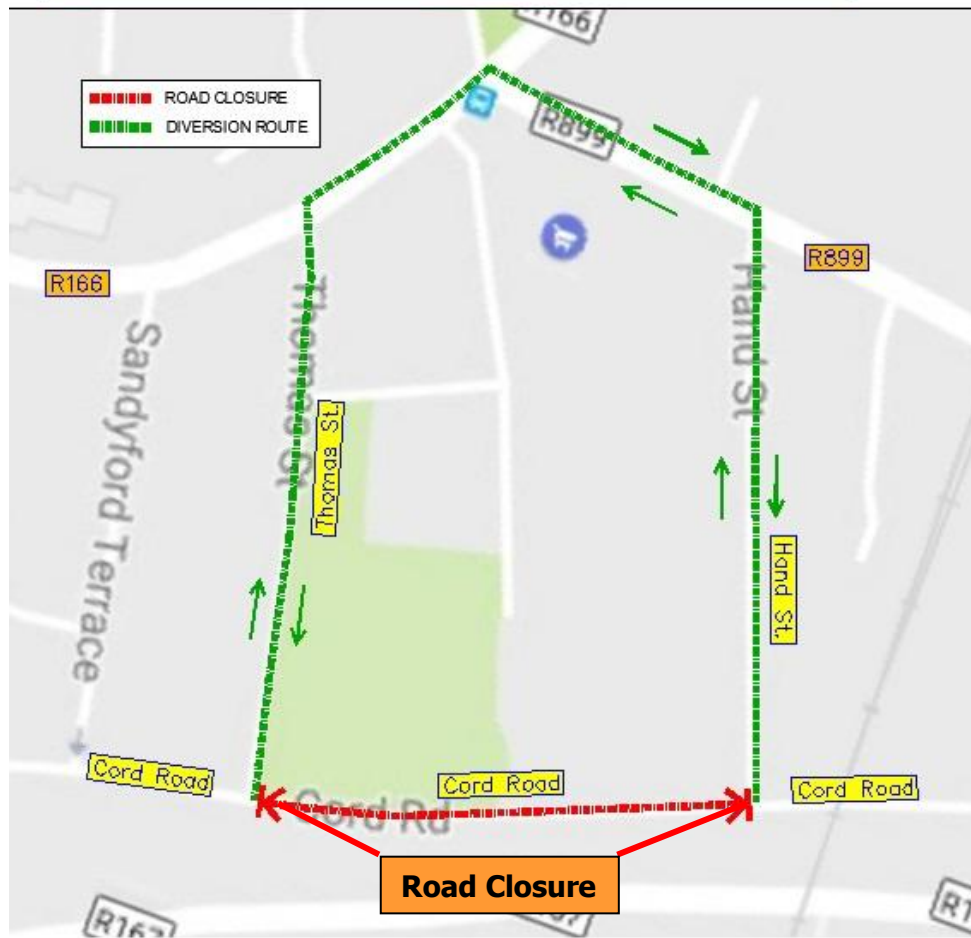 R166
ROAD CLOSURE
DIVERSION ROUTE
R899
R166
R899
Hand St
Thomas St
Thomas St.
Sandyford Terrace
Hand St.
Cord Road
Cord Road
Cord Road
Cord Rd
Road Closure
R167